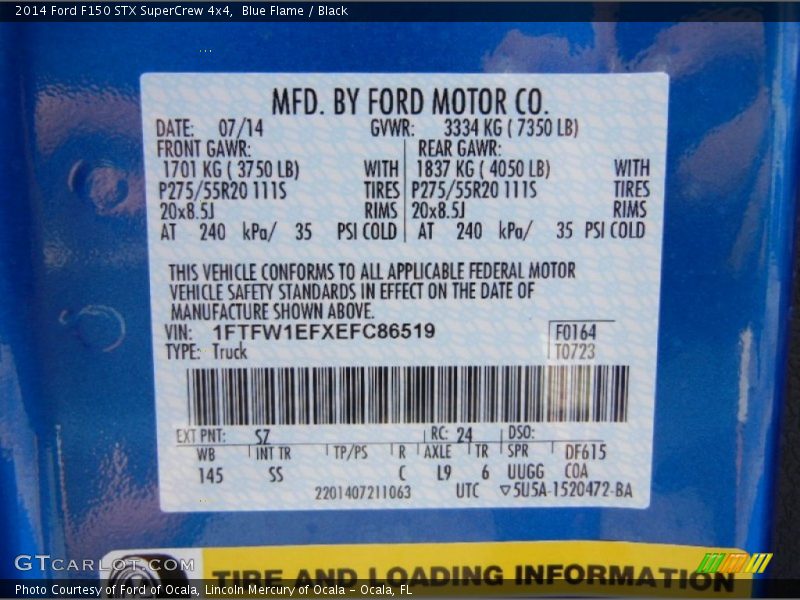 2014 Ford F150 STX SuperCrew 4x4,  Blue Flame / Black
MFD. BY FORD MOTOR CO.
DATE: 07/14 GVWR: 3334 KG ( 7350 LB)
FRONT GAWR: REAR GAWR:
1701 KG ( 3750 LB) WITH 1837 KG ( 4050 LB) WITH
P275/55R20 111S TIRES P275/55R20 111S TIRES
20x8.5J RIMS 20x8.5J RIMS
AT 240 kPa/ 35 PSI COLD AT 240 kPa/ 35 PSI COLD
THIS VEHICLE CONFORMS TO ALL APPLICABLE FEDERAL MOTOR
VEHICLE SAFETY STANDARDS IN EFFECT ON THE DATE OF
MANUFACTURE SHOWN ABOVE.
VIN: 1FTFW1EFXEFC86519 F0164
TYPE: Truck T0723
EXT PNT: SZ RC: 24 DSO:
WB INT TR TP/PS R AXLE TR SPR DF615
145 SS C L9 6 UUGG COA
2201407211063 UTC ▽5U5A-1520472-BA
GTCARLOT.COM
TIRE AND LOADING INFORMATION
Photo Courtesy of Ford of Ocala, Lincoln Mercury of Ocala – Ocala, FL